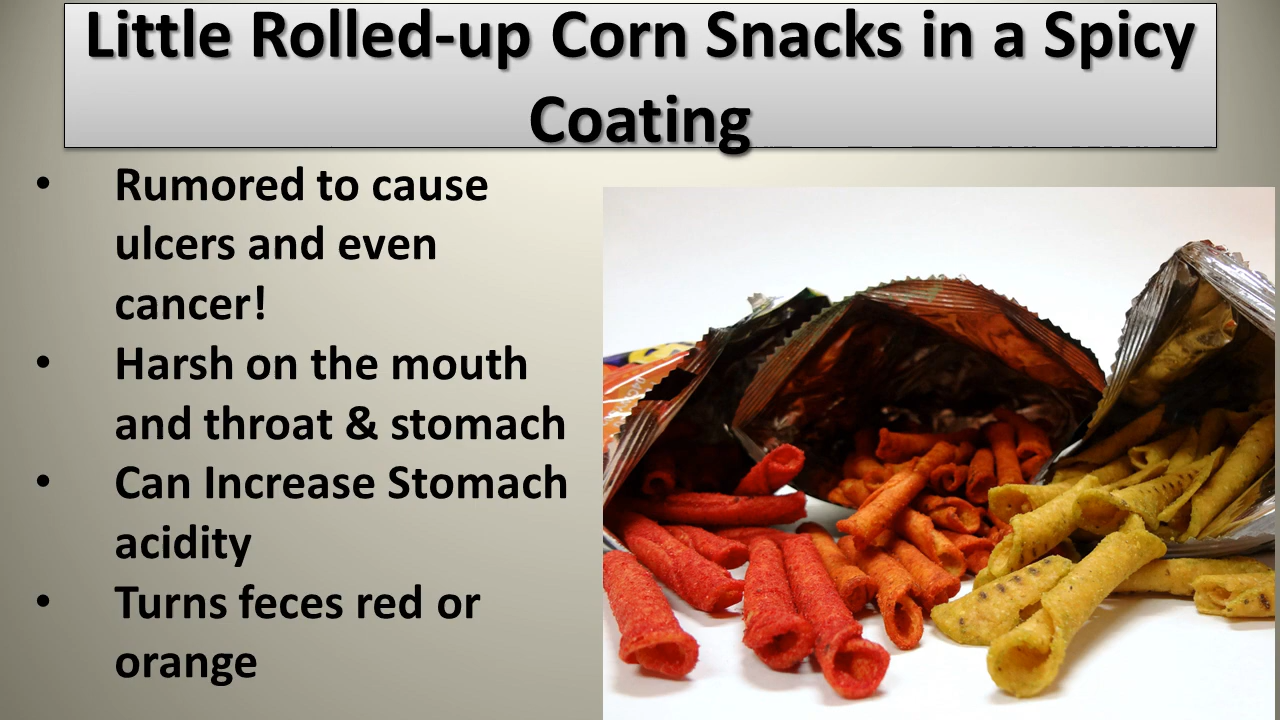 Little Rolled-up Corn Snacks in a Spicy
Coating
• Rumored to cause
ulcers and even
cancer!
• Harsh on the mouth
and throat & stomach
• Can Increase Stomach
acidity
• Turns feces red or
orange